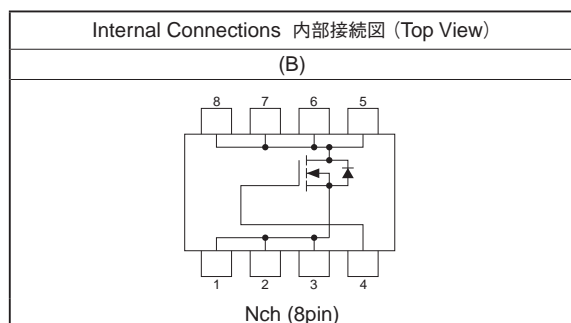 Internal Connections 内部接続図 (Top View)
(B)
8 7 6 5
1 2 3 4
Nch (8pin)